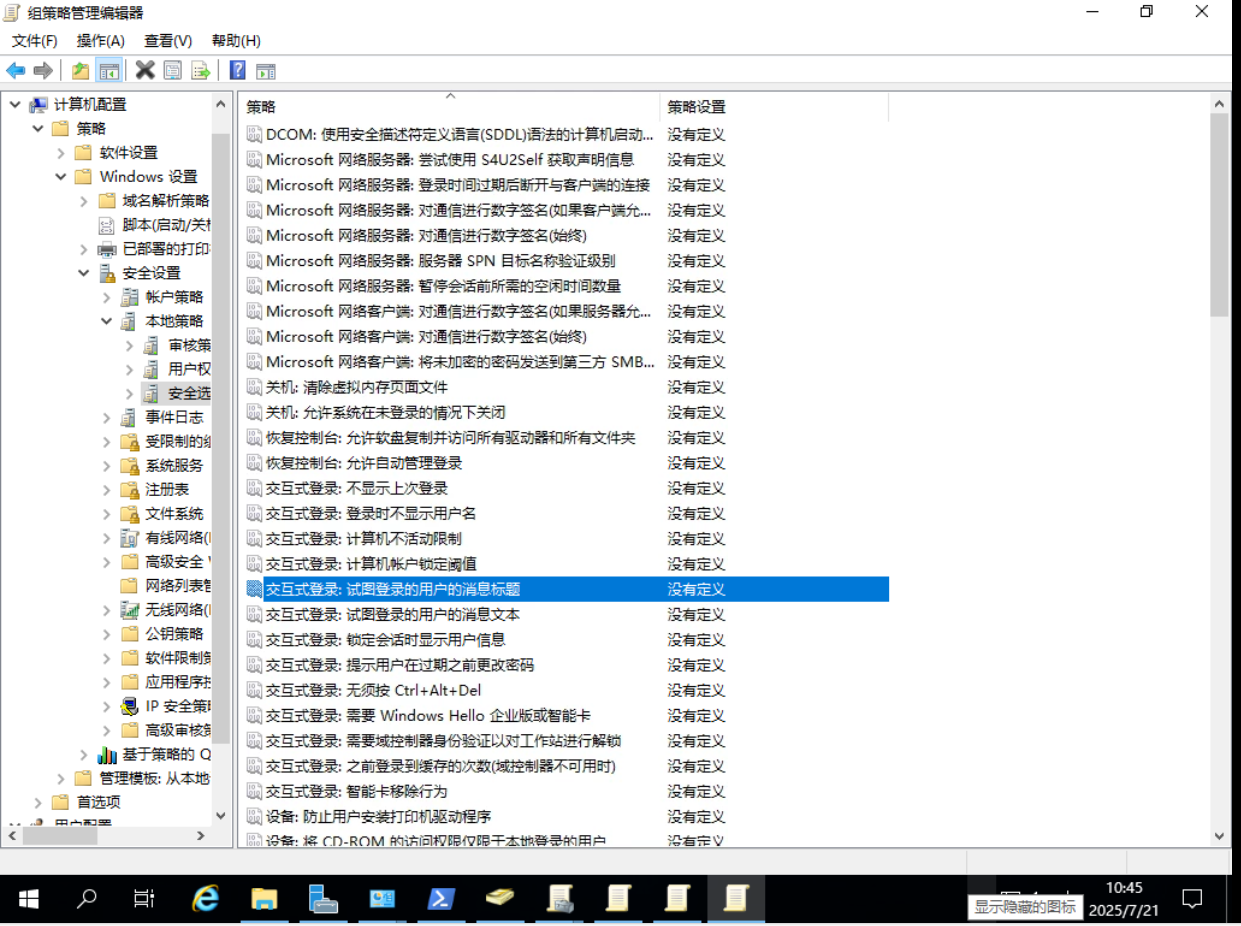 组策略管理编辑器
文件(F) 操作(A) 查看(V) 帮助(H)
计算机配置
策略
软件设置
Windows 设置
域名解析策略
脚本(启动/关机
已部署的打印
安全设置
帐户策略
本地策略
审核策
用户权
安全选
事件日志
受限制的组
系统服务
注册表
文件系统
有线网络(I
高级安全
网络列表管
无线网络(I
公钥策略
软件限制策
应用程序控
IP 安全策略
高级审核策
基于策略的 Q
管理模板: 从本地
首选项
用户配置
策略 策略设置
DCOM: 使用安全描述符定义语言(SDDL)语法的计算机启动... 没有定义
Microsoft 网络服务器: 尝试使用 S4U2Self 获取声明信息 没有定义
Microsoft 网络服务器: 登录时间过期后断开与客户端的连接 没有定义
Microsoft 网络服务器: 对通信进行数字签名(如果客户端允... 没有定义
Microsoft 网络服务器: 对通信进行数字签名(始终) 没有定义
Microsoft 网络服务器: 服务器 SPN 目标名称验证级别 没有定义
Microsoft 网络服务器: 暂停会话前所需的空闲时间数量 没有定义
Microsoft 网络客户端: 对通信进行数字签名(如果服务器允... 没有定义
Microsoft 网络客户端: 对通信进行数字签名(始终) 没有定义
Microsoft 网络客户端: 将未加密的密码发送到第三方 SMB... 没有定义
关机: 清除虚拟内存页面文件 没有定义
关机: 允许系统在未登录的情况下关闭 没有定义
恢复控制台: 允许软盘复制并访问所有驱动器和所有文件夹 没有定义
恢复控制台: 允许自动管理登录 没有定义
交互式登录: 不显示上次登录 没有定义
交互式登录: 登录时不显示用户名 没有定义
交互式登录: 计算机不活动限制 没有定义
交互式登录: 计算机帐户锁定阈值 没有定义
交互式登录: 试图登录的用户的消息标题 没有定义
交互式登录: 试图登录的用户的消息文本 没有定义
交互式登录: 锁定会话时显示用户信息 没有定义
交互式登录: 提示用户在过期之前更改密码 没有定义
交互式登录: 无须按 Ctrl+Alt+Del 没有定义
交互式登录: 需要 Windows Hello 企业版或智能卡 没有定义
交互式登录: 需要域控制器身份验证以对工作站进行解锁 没有定义
交互式登录: 之前登录到缓存的次数(域控制器不可用时) 没有定义
交互式登录: 智能卡移除行为 没有定义
设备: 防止用户安装打印机驱动程序 没有定义
设备: 将 CD-ROM 的访问权限仅限于本地登录的用户 没有定义
显示隐藏的图标
10:45
2025/7/21